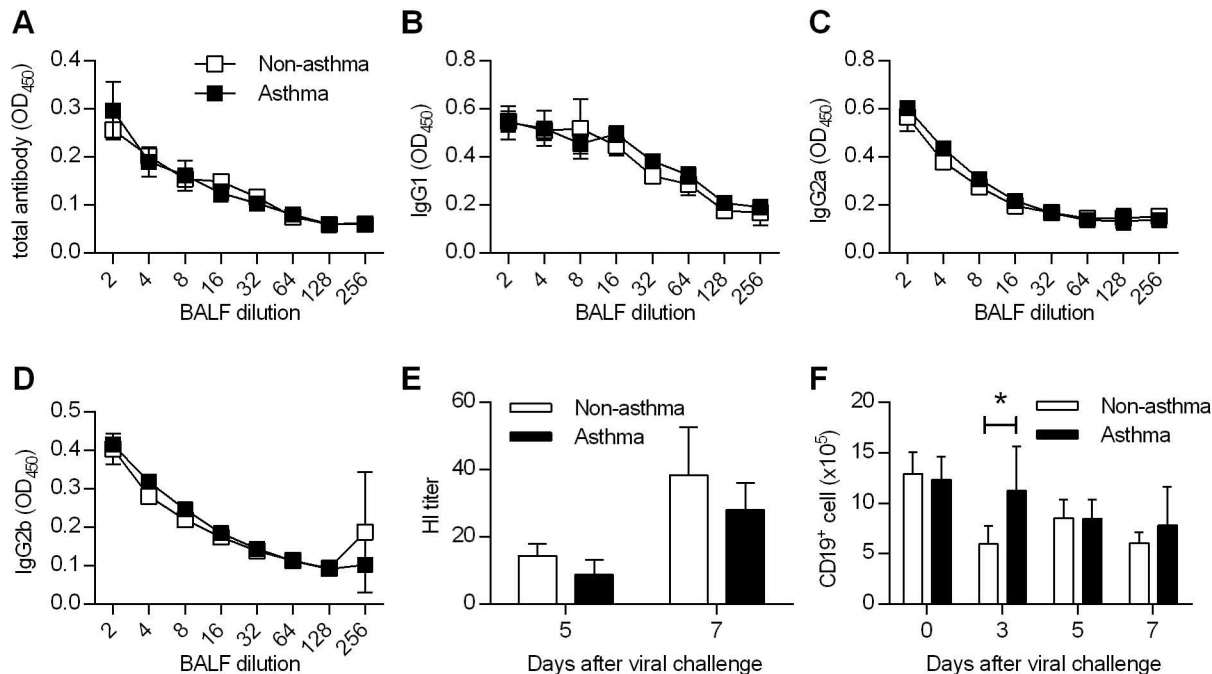 A
total antibody (OD450)
0.4
0.3
0.2
0.1
0.0
Non-asthma
Asthma
2 4 8 16 32 64 128 256
BALF dilution
B
IgG1 (OD450)
0.8
0.6
0.4
0.2
0.0
2 4 8 16 32 64 128 256
BALF dilution
C
IgG2a (OD450)
0.8
0.6
0.4
0.2
0.0
2 4 8 16 32 64 128 256
BALF dilution
D
IgG2b (OD450)
0.5
0.4
0.3
0.2
0.1
0.0
2 4 8 16 32 64 128 256
BALF dilution
E
HI titer
60
40
20
0
Non-asthma
Asthma
5 7
Days after viral challenge
F
CD19+ cell (x10^5)
20
15
10
5
0
Non-asthma
Asthma
*
0 3 5 7
Days after viral challenge